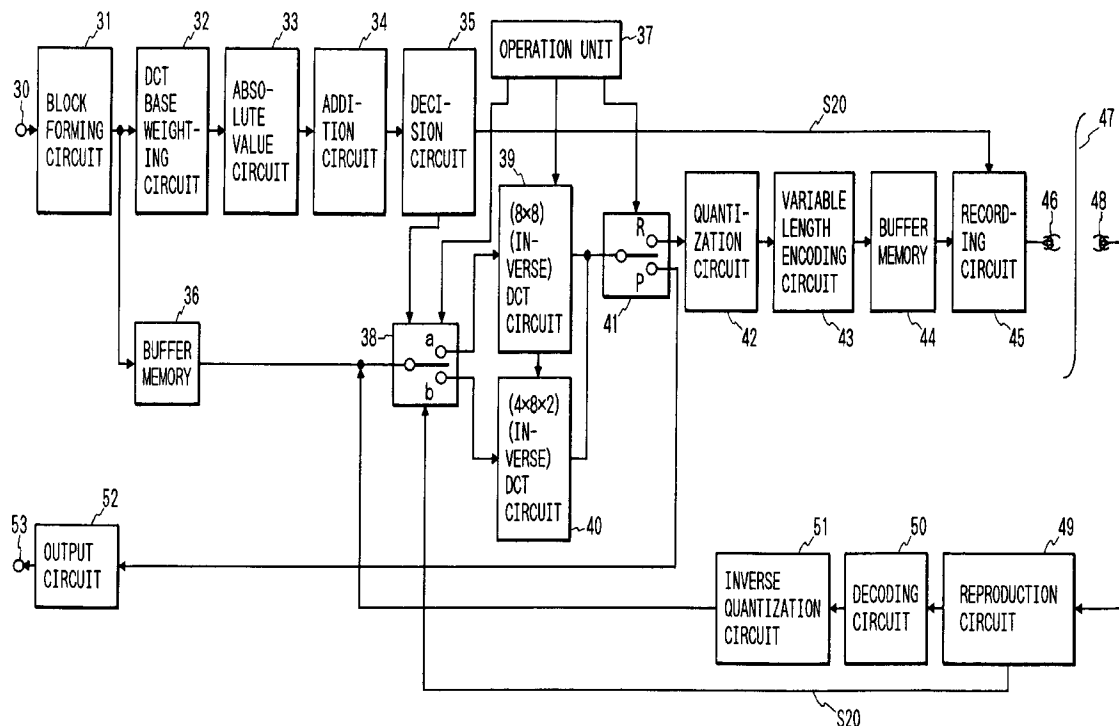 31
32
33
34
35
37
30
BLOCK
FORMING
CIRCUIT
DCT
BASE
WEIGHT-
ING
CIRCUIT
ABSO-
LUTE
VALUE
CIRCUIT
ADDI-
TION
CIRCUIT
DECI-
SION
CIRCUIT
OPERATION UNIT
S20
47
39
(8×8)
(IN-
VERSE)
DCT
CIRCUIT
R
P
41
QUANTI-
ZATION
CIRCUIT
42
VARIABLE
LENGTH
ENCODING
CIRCUIT
43
BUFFER
MEMORY
44
RECORD-
ING
CIRCUIT
45
46
48
36
BUFFER
MEMORY
38
a
b
(4×8×2)
(IN-
VERSE)
DCT
CIRCUIT
40
53
52
OUTPUT
CIRCUIT
51
INVERSE
QUANTIZATION
CIRCUIT
50
DECODING
CIRCUIT
49
REPRODUCTION
CIRCUIT
S20